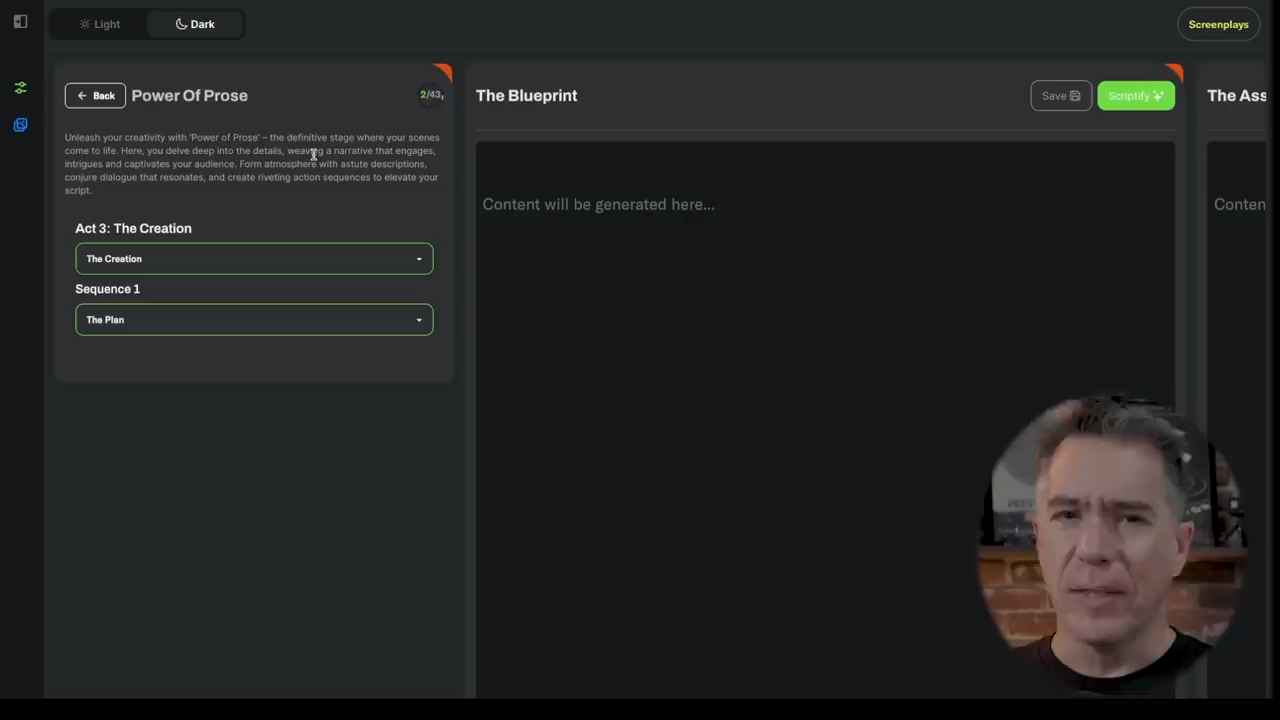 Light
Dark
Screenplays
Back
Power Of Prose
2/43
The Blueprint
Save
Scriptify
The Ass
Unleash your creativity with 'Power of Prose' – the definitive stage where your scenes
come to life. Here, you delve deep into the details, weaving a narrative that engages,
intrigues and captivates your audience. Form atmosphere with astute descriptions,
conjure dialogue that resonates, and create riveting action sequences to elevate your
script.
Act 3: The Creation
The Creation
Sequence 1
The Plan
Content will be generated here...
Conten